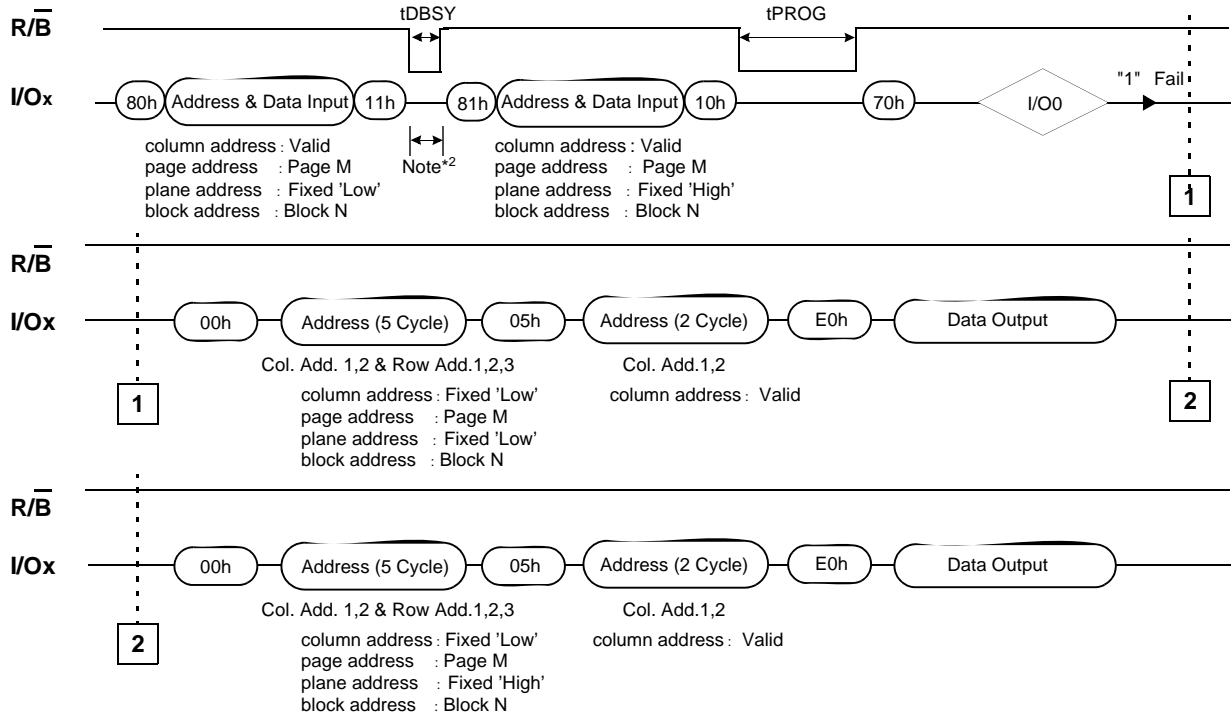 tDBSY tPROG
R/B
I/Ox 80h Address & Data Input 11h 81h Address & Data Input 10h 70h I/O0 "1" Fail
Note*2
column address : Valid column address : Valid
page address : Page M page address : Page M
plane address : Fixed 'Low' plane address : Fixed 'High'
block address : Block N block address : Block N
1
R/B
I/Ox 00h Address (5 Cycle) 05h Address (2 Cycle) E0h Data Output
Col. Add. 1,2 & Row Add.1,2,3 Col. Add.1,2
column address : Fixed 'Low' column address : Valid
1 page address : Page M 2
plane address : Fixed 'Low'
block address : Block N
R/B
I/Ox 00h Address (5 Cycle) 05h Address (2 Cycle) E0h Data Output
Col. Add. 1,2 & Row Add.1,2,3 Col. Add.1,2
column address : Fixed 'Low' column address : Valid
2 page address : Page M
plane address : Fixed 'High'
block address : Block N